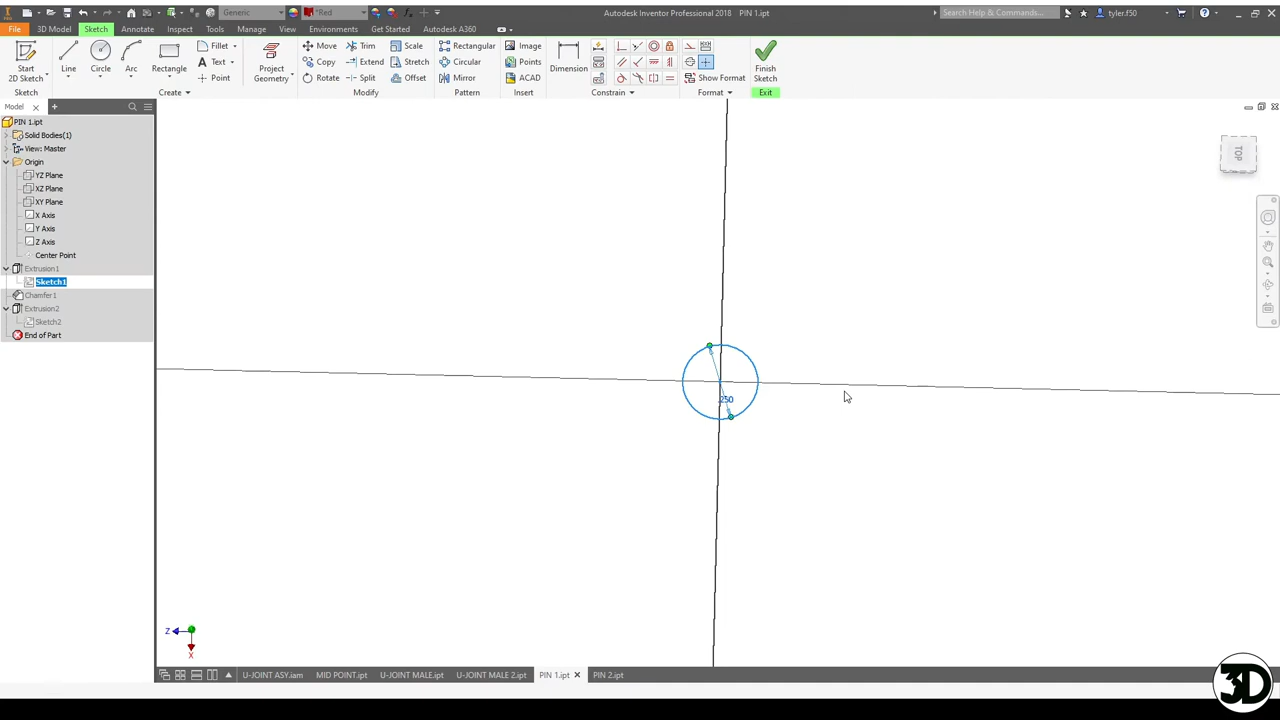 Generic
*Red
Autodesk Inventor Professional 2018 PIN 1.ipt
Search Help & Commands...
tyler.f50
File 3D Model Sketch Annotate Inspect Tools Manage View Environments Get Started Autodesk A360
Start
2D Sketch
Line
Circle
Arc
Rectangle
Fillet
Text
Point
Project
Geometry
Move
Copy
Rotate
Trim
Extend
Split
Scale
Stretch
Offset
Rectangular
Circular
Mirror
Image
Points
ACAD
Dimension
Show Format
Finish
Sketch
Sketch Create Modify Pattern Insert Constrain Format Exit
Model
PIN 1.ipt
Solid Bodies(1)
View: Master
Origin
YZ Plane
XZ Plane
XY Plane
X Axis
Y Axis
Z Axis
Center Point
Extrusion1
Sketch1
Chamfer1
Extrusion2
Sketch2
End of Part
TOP
.250
Z
X
U-JOINT ASY.iam MID POINT.ipt U-JOINT MALE.ipt U-JOINT MALE 2.ipt PIN 1.ipt PIN 2.ipt
3D